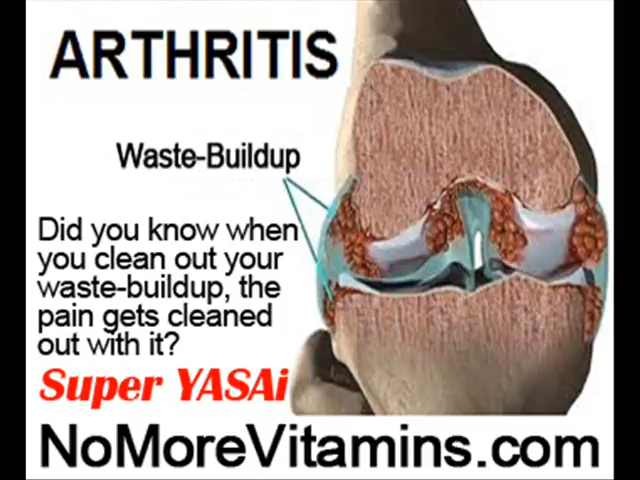 ARTHRITIS
Waste-Buildup
Did you know when
you clean out your
waste-buildup, the
pain gets cleaned
out with it?
Super YASAi
NoMoreVitamins.com